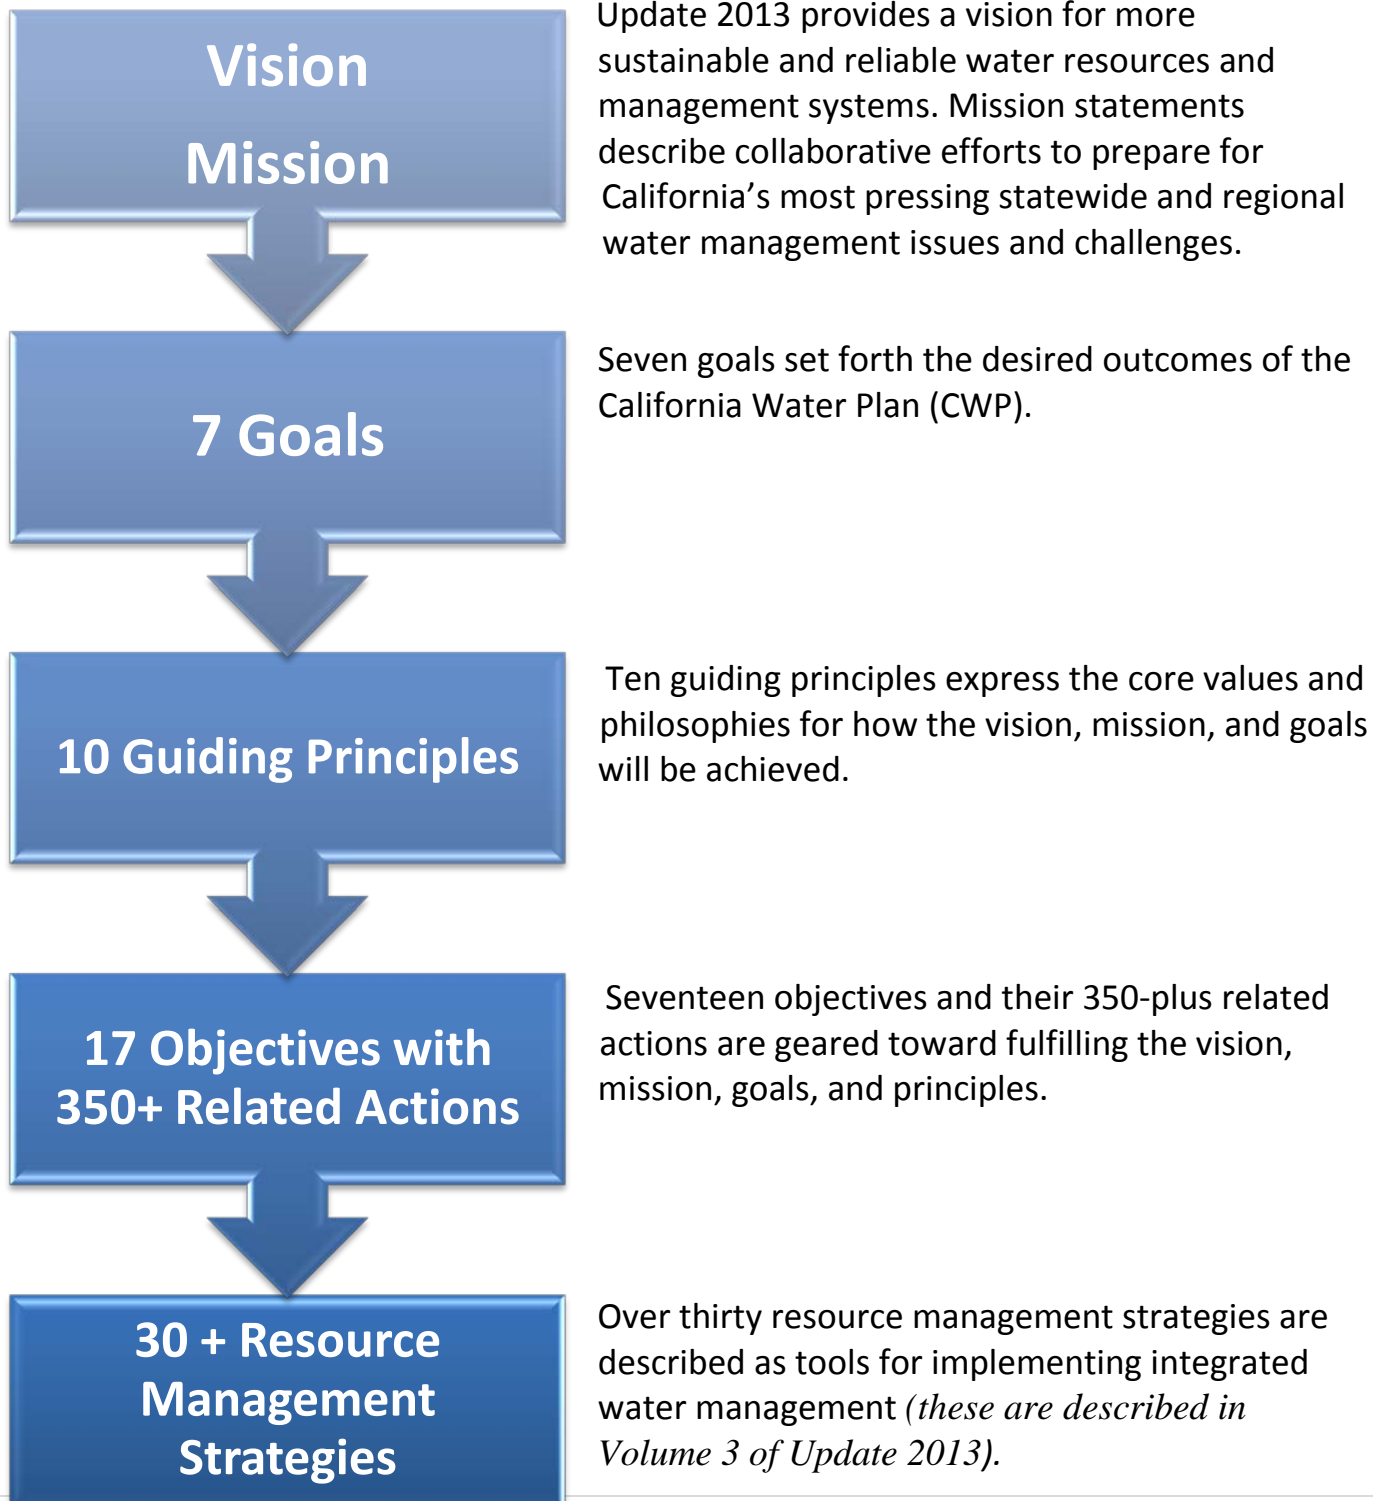 Vision
Mission
Update 2013 provides a vision for more
sustainable and reliable water resources and
management systems. Mission statements
describe collaborative efforts to prepare for
California’s most pressing statewide and regional
water management issues and challenges.
7 Goals
Seven goals set forth the desired outcomes of the
California Water Plan (CWP).
10 Guiding Principles
Ten guiding principles express the core values and
philosophies for how the vision, mission, and goals
will be achieved.
17 Objectives with
350+ Related Actions
Seventeen objectives and their 350-plus related
actions are geared toward fulfilling the vision,
mission, goals, and principles.
30 + Resource
Management
Strategies
Over thirty resource management strategies are
described as tools for implementing integrated
water management (these are described in
Volume 3 of Update 2013).